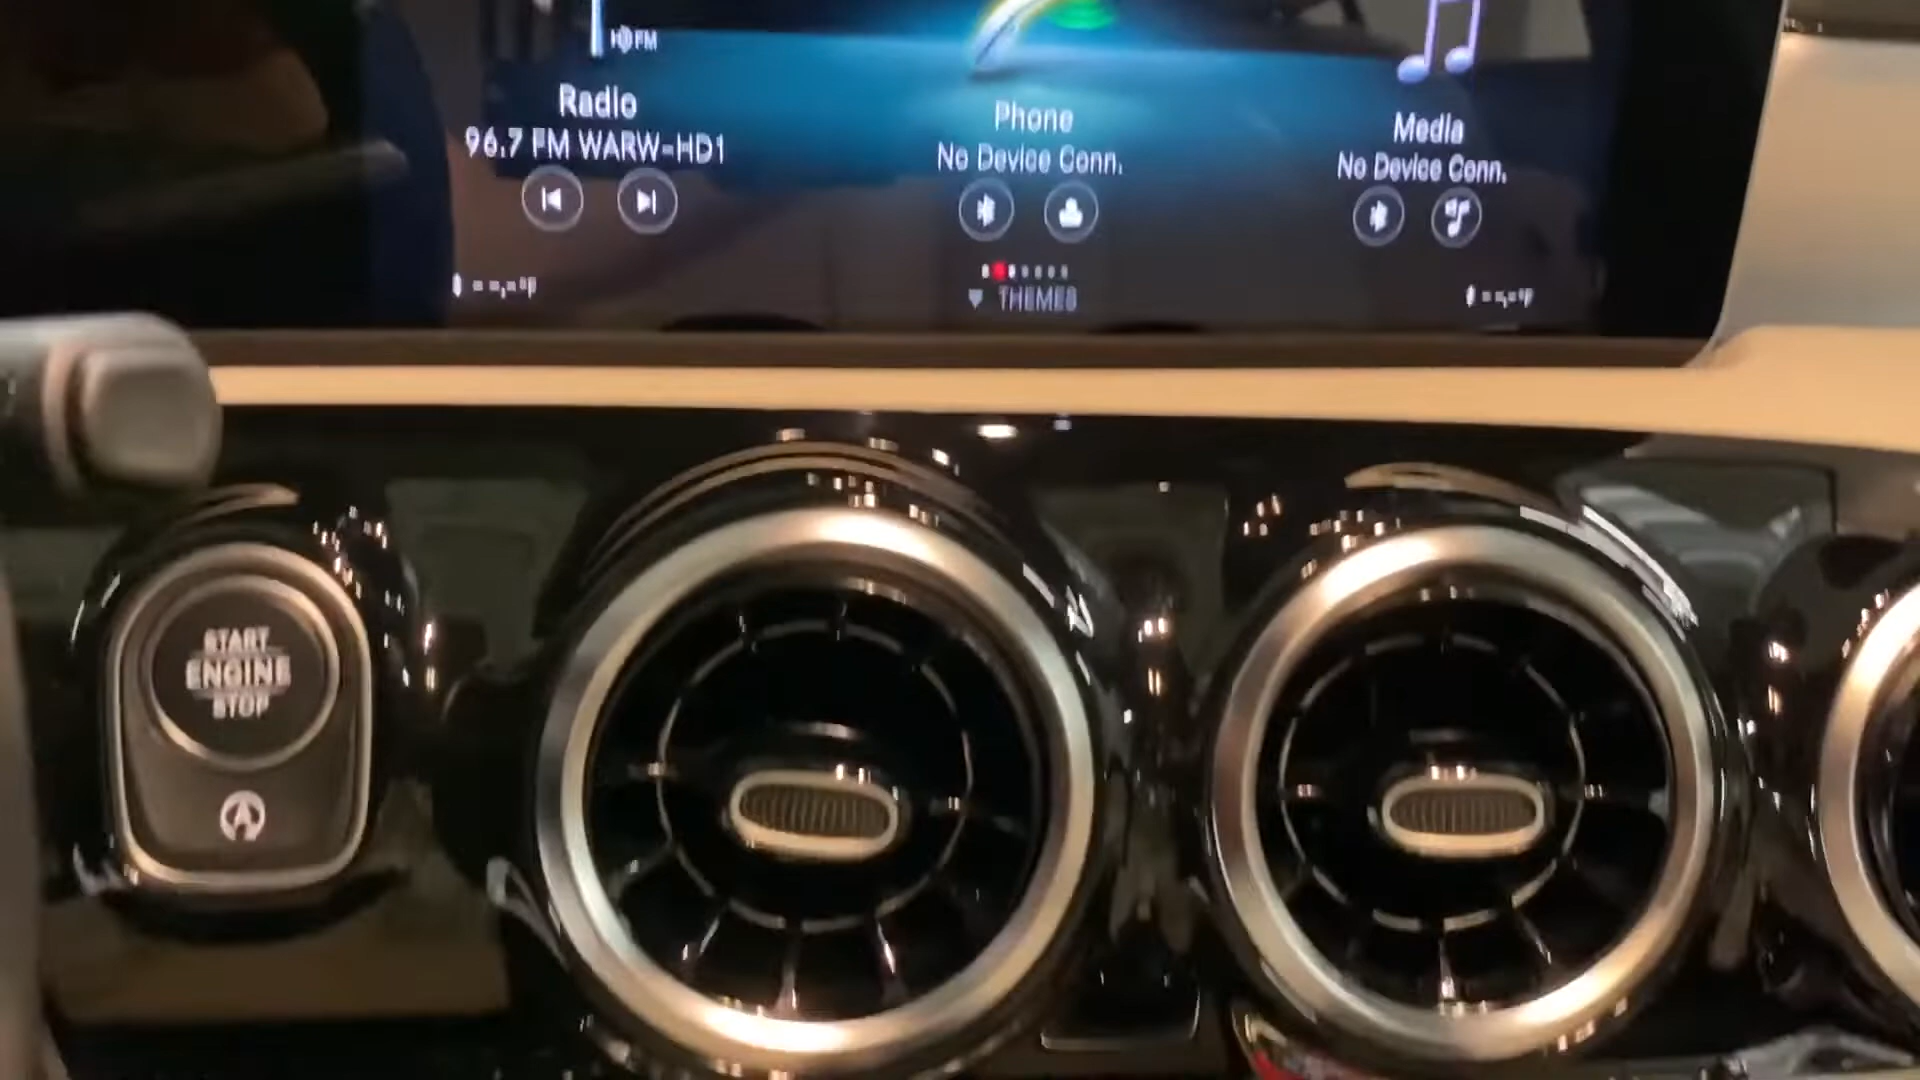 HD FM
Radio
96.7 FM WARW-HD1
Phone
No Device Conn.
Media
No Device Conn.
THEMES
START
ENGINE
STOP
A